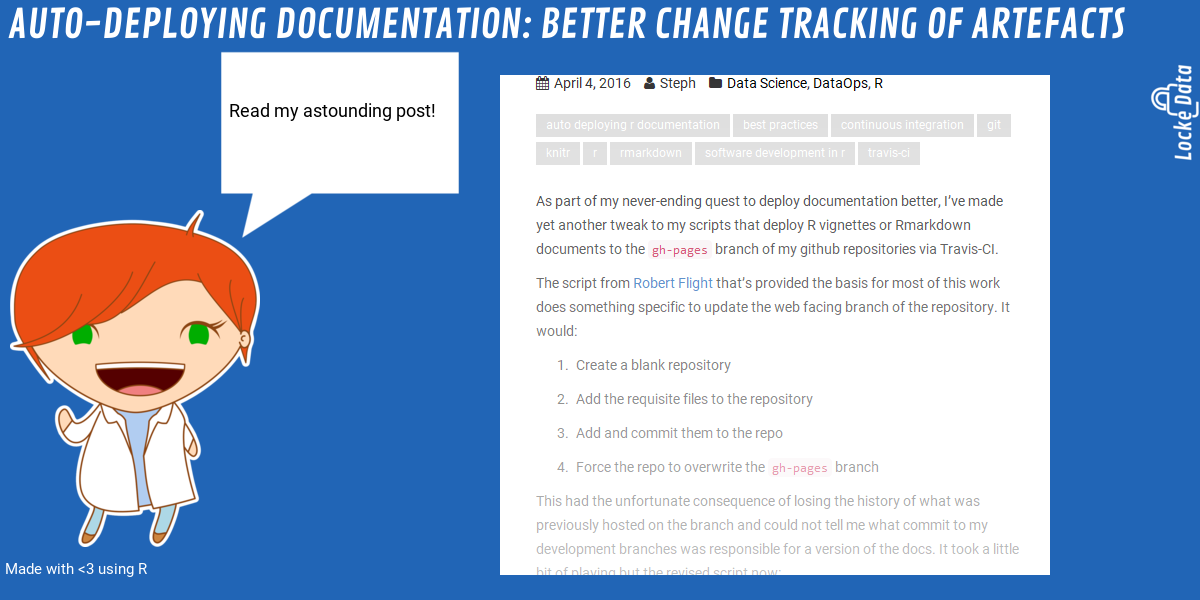 AUTO-DEPLOYING DOCUMENTATION: BETTER CHANGE TRACKING OF ARTEFACTS
Read my astounding post!
April 4, 2016 Steph Data Science, DataOps, R
auto deploying r documentation best practices continuous integration git
knitr r rmarkdown software development in r travis-ci
As part of my never-ending quest to deploy documentation better, I’ve made
yet another tweak to my scripts that deploy R vignettes or Rmarkdown
documents to the gh-pages branch of my github repositories via Travis-CI.
The script from Robert Flight that’s provided the basis for most of this work
does something specific to update the web facing branch of the repository. It
would:
1. Create a blank repository
2. Add the requisite files to the repository
3. Add and commit them to the repo
4. Force the repo to overwrite the gh-pages branch
This had the unfortunate consequence of losing the history of what was
previously hosted on the branch and could not tell me what commit to my
development branches was responsible for a version of the docs. It took a little
bit of playing but the revised script now:
Locke Data
Made with <3 using R